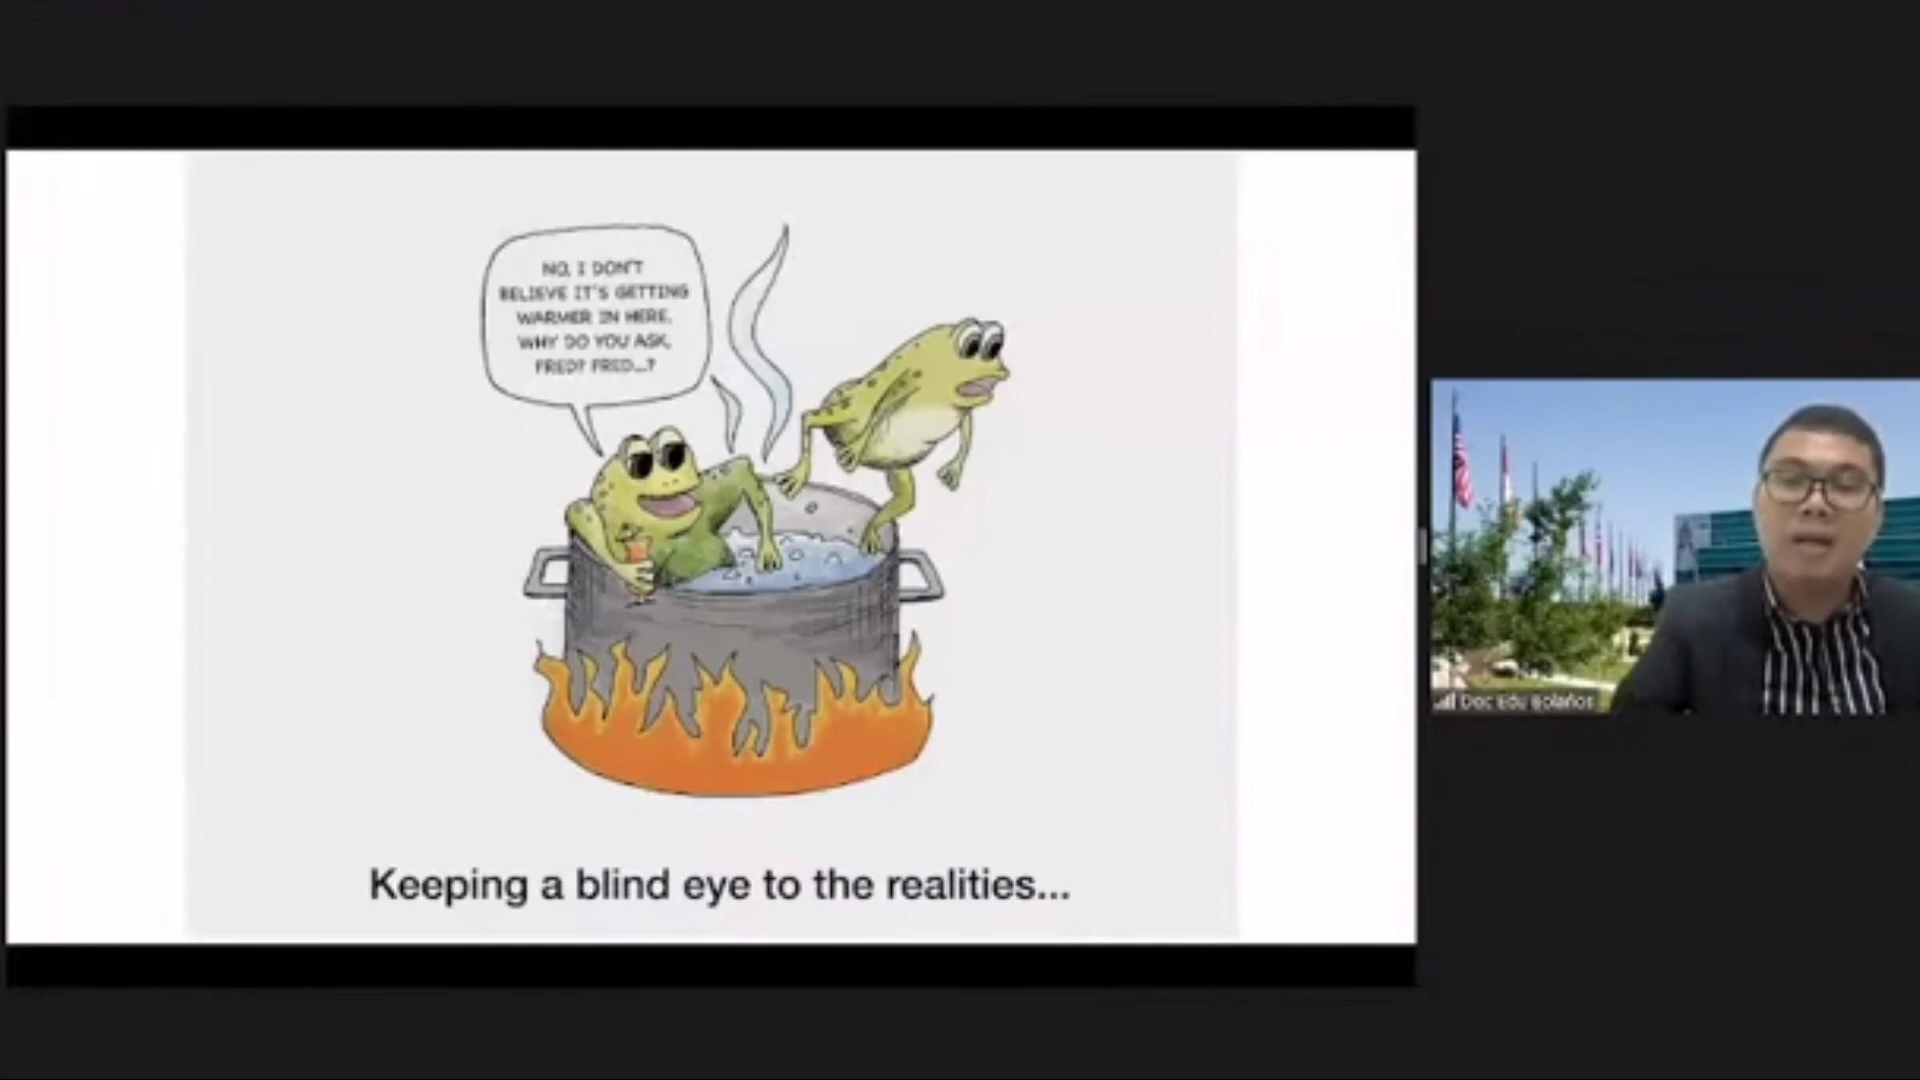 NO, I DON'T
BELIEVE IT'S GETTING
WARMER IN HERE.
WHY DO YOU ASK,
FRED? FRED...?
Keeping a blind eye to the realities...
Doc Edu Bolaños